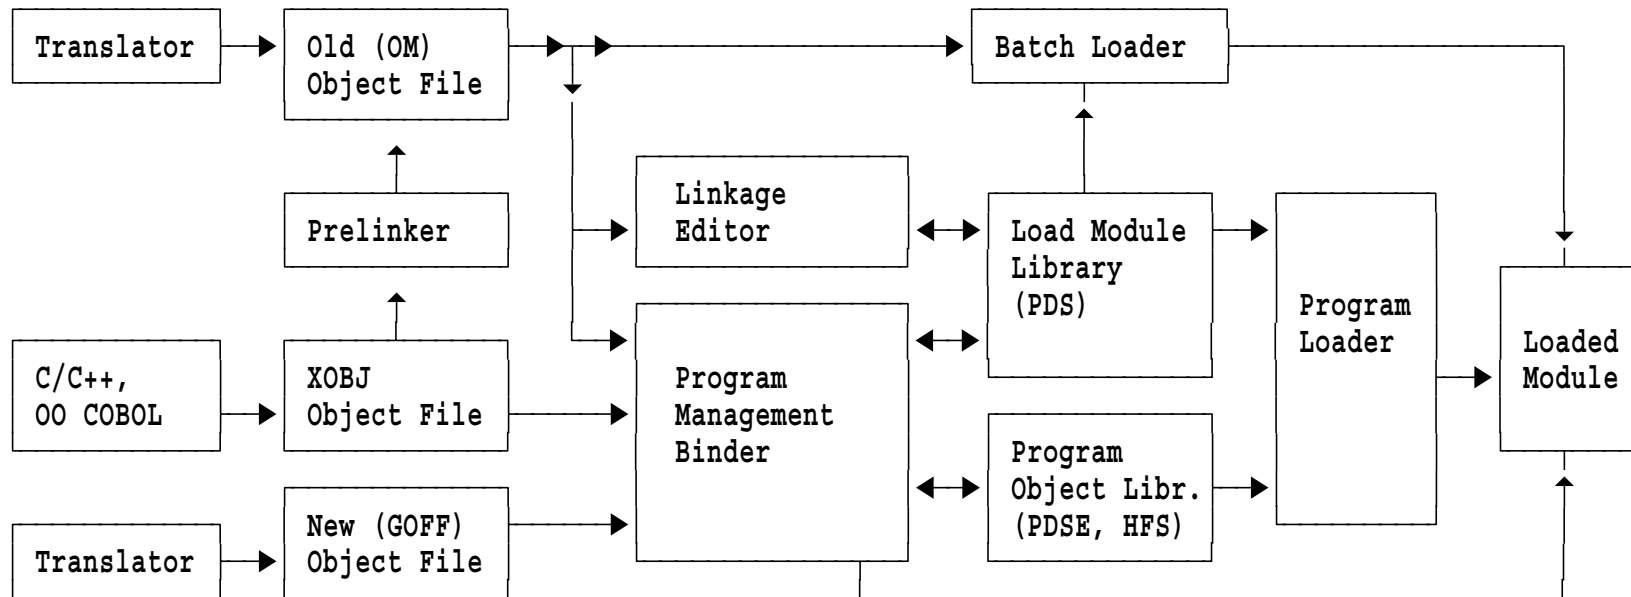 Translator
Old (OM)
Object File
Batch Loader
Prelinker
Linkage
Editor
Load Module
Library
(PDS)
Program
Loader
Loaded
Module
C/C++,
OO COBOL
XOBJ
Object File
Program
Management
Binder
Program
Object Libr.
(PDSE, HFS)
Translator
New (GOFF)
Object File